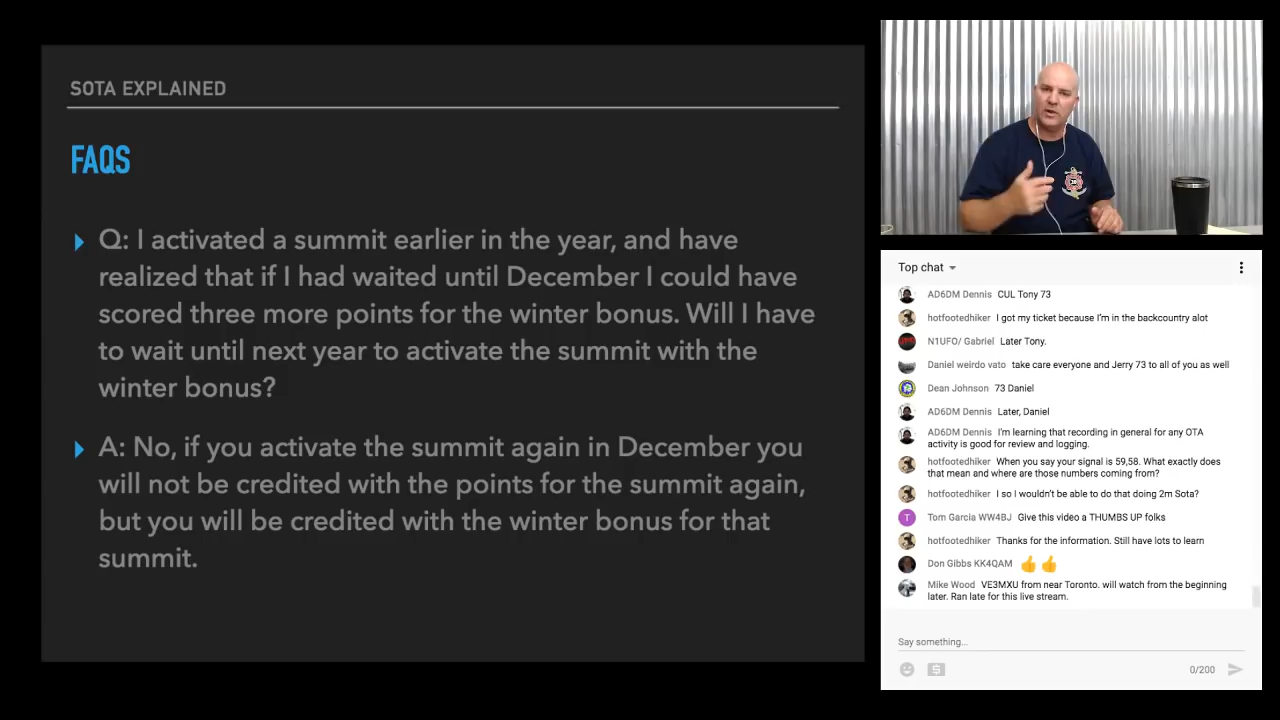 SOTA EXPLAINED
FAQS
Q: I activated a summit earlier in the year, and have
realized that if I had waited until December I could have
scored three more points for the winter bonus. Will I have
to wait until next year to activate the summit with the
winter bonus?
A: No, if you activate the summit again in December you
will not be credited with the points for the summit again,
but you will be credited with the winter bonus for that
summit.
Top chat
AD6DM Dennis CUL Tony 73
hotfootedhiker I got my ticket because I'm in the backcountry alot
N1UFO/ Gabriel Later Tony.
Daniel weirdo vato take care everyone and Jerry 73 to all of you as well
Dean Johnson 73 Daniel
AD6DM Dennis Later, Daniel
AD6DM Dennis I'm learning that recording in general for any OTA
activity is good for review and logging.
hotfootedhiker When you say your signal is 59,58. What exactly does
that mean and where are those numbers coming from?
hotfootedhiker I so I wouldn't be able to do that doing 2m Sota?
T Tom Garcia WW4BJ Give this video a THUMBS UP folks
hotfootedhiker Thanks for the information. Still have lots to learn
Don Gibbs KK4QAM 👍 👍
Mike Wood VE3MXU from near Toronto. will watch from the beginning
later. Ran late for this live stream.
Say something...
0/200